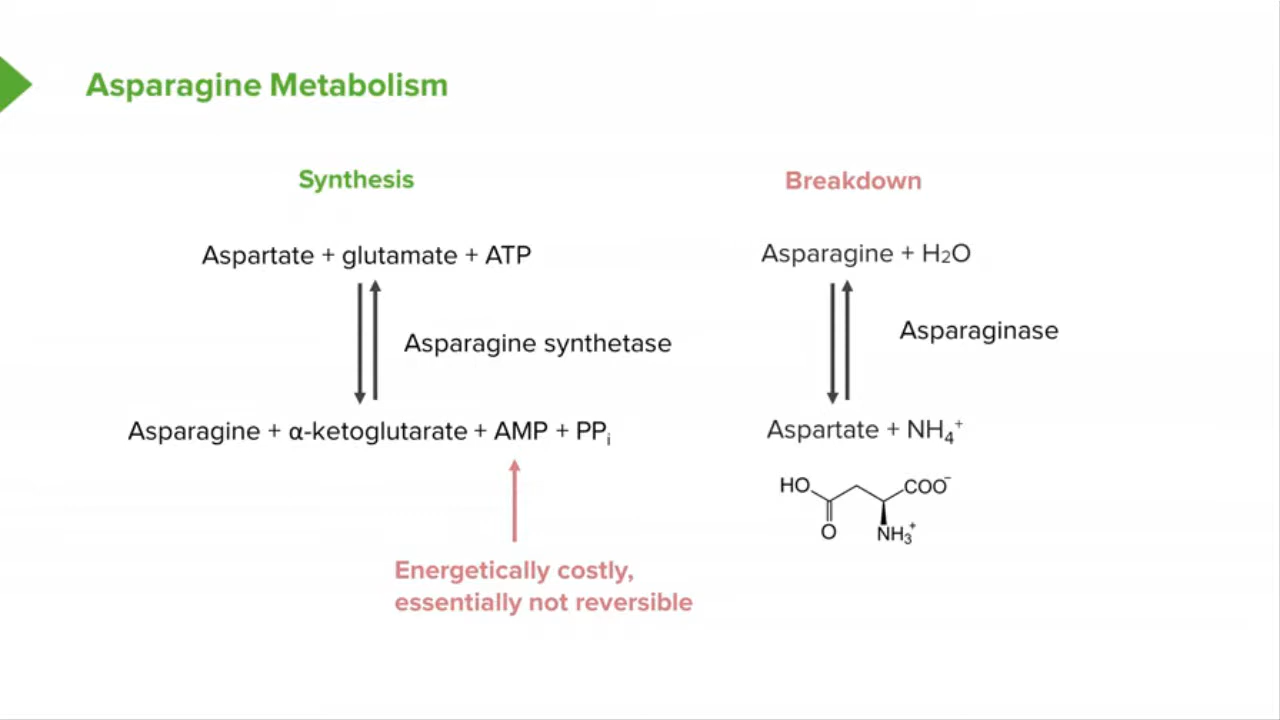 Asparagine Metabolism
Synthesis
Aspartate + glutamate + ATP
Asparagine synthetase
Asparagine + α-ketoglutarate + AMP + PPᵢ
Energetically costly,
essentially not reversible
Breakdown
Asparagine + H₂O
Asparaginase
Aspartate + NH₄⁺
HO
COO⁻
O
NH₃⁺